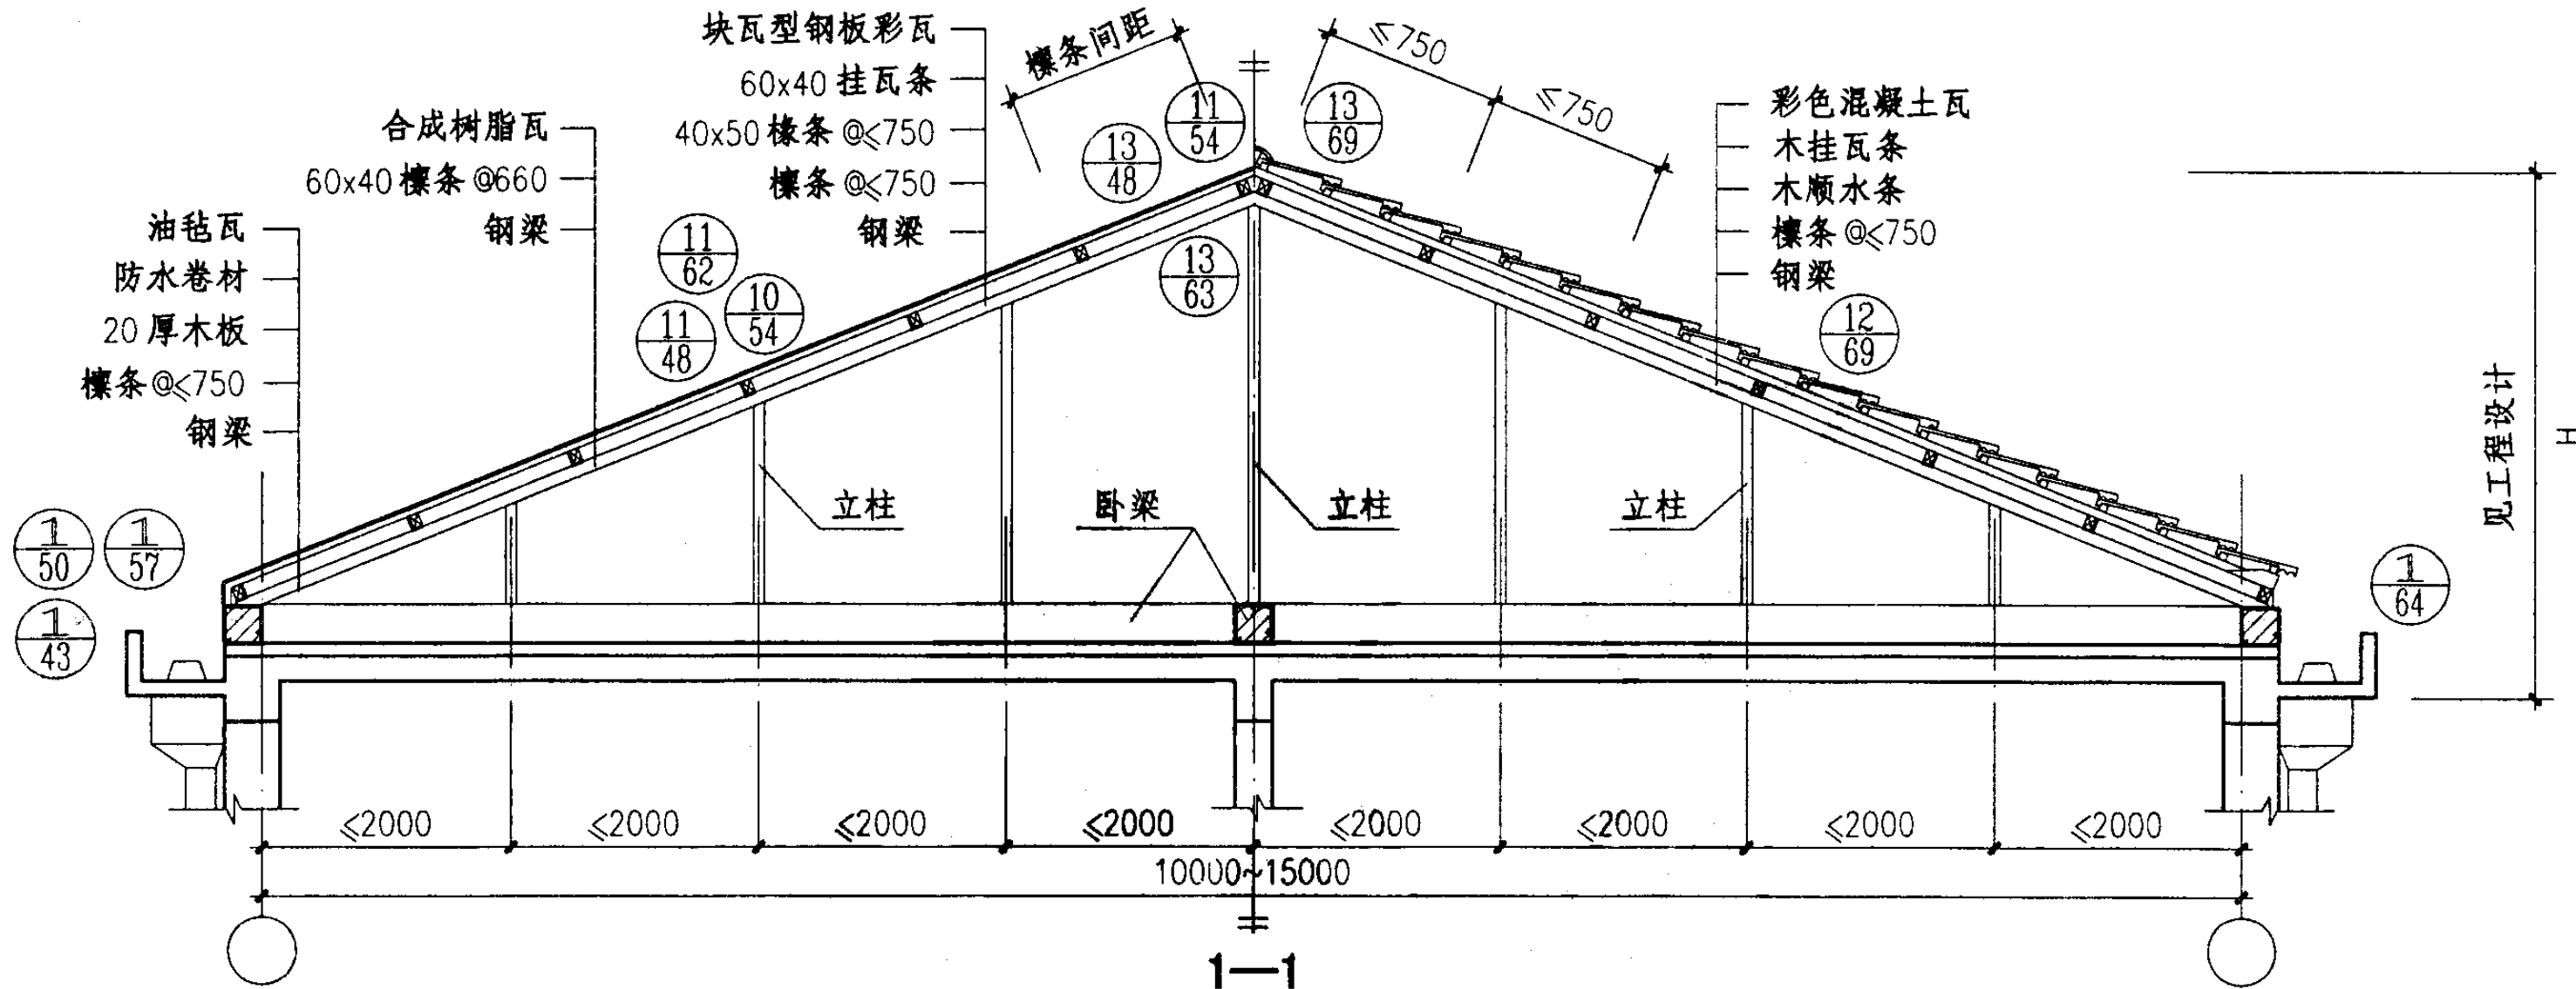 块瓦型钢板彩瓦
60x40 挂瓦条
40x50 椽条 @≤750
檩条 @≤750
钢梁
合成树脂瓦
60x40 檩条 @660
钢梁
油毡瓦
防水卷材
20 厚木板
檩条 @≤750
钢梁
檩条间距
≤750
≤750
彩色混凝土瓦
木挂瓦条
木顺水条
檩条 @≤750
钢梁
11
54
13
69
13
48
11
62
10
54
11
48
13
63
12
69
1
50
1
57
1
43
1
64
立柱
卧梁
立柱
立柱
见工程设计
H
≤2000
≤2000
≤2000
≤2000
≤2000
≤2000
≤2000
≤2000
10000~15000
1—1